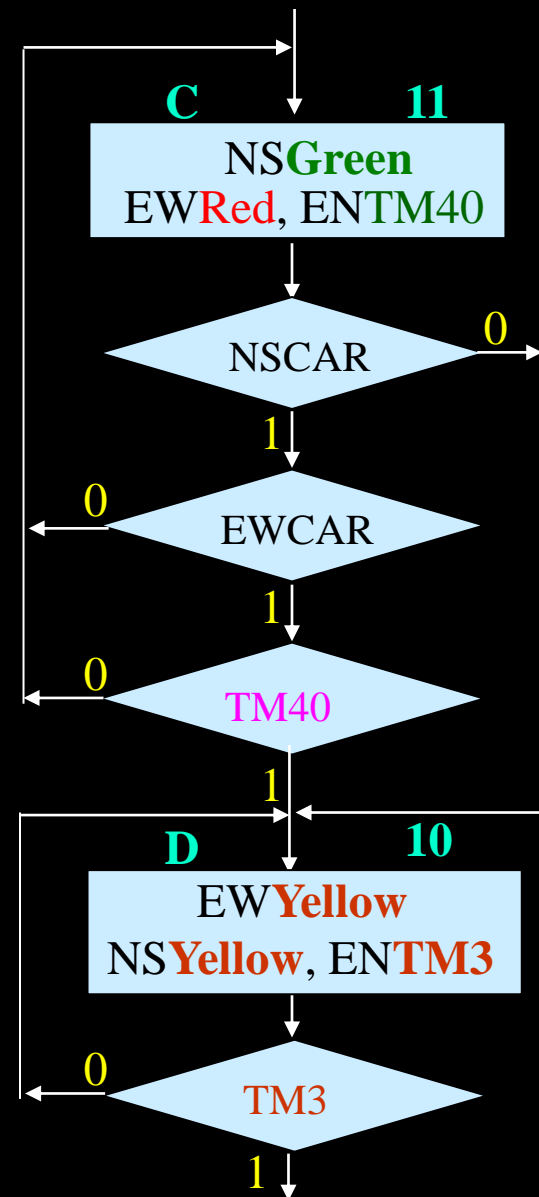 C 11
NSGreen
EWRed, ENTM40
NSCAR
0
1
0
EWCAR
1
0
TM40
1
D 10
EWYellow
NSYellow, ENTM3
0
TM3
1